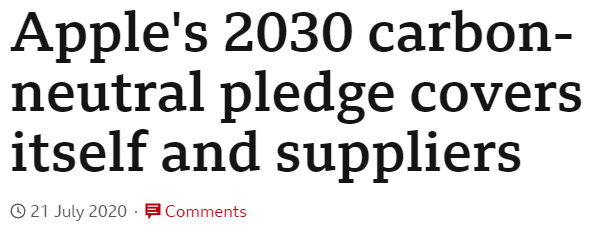 Apple's 2030 carbon-
neutral pledge covers
itself and suppliers
21 July 2020 · Comments